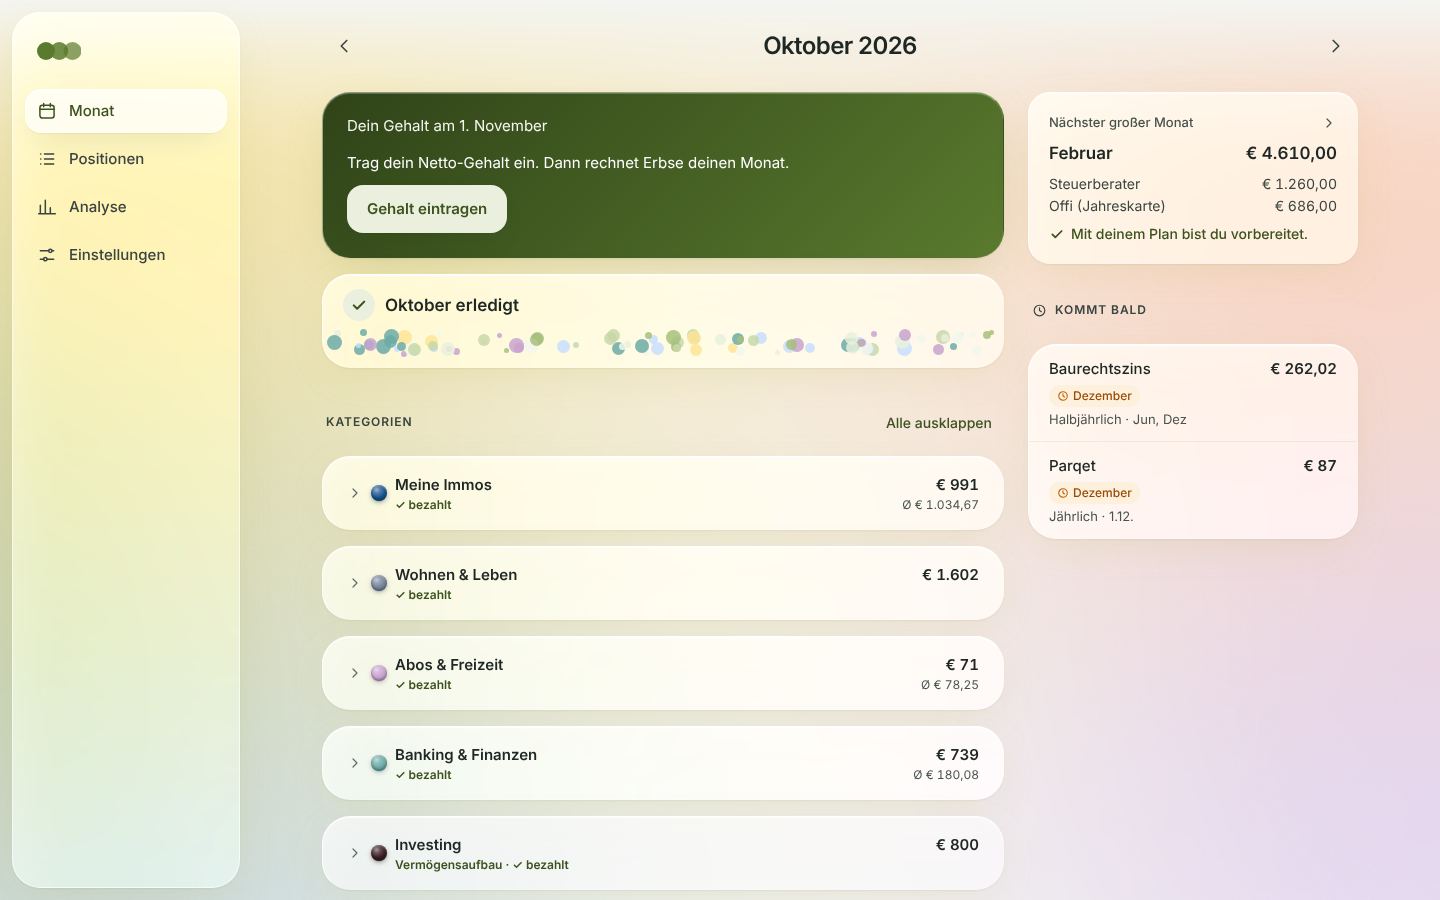 Monat
Positionen
Analyse
Einstellungen
Oktober 2026
Dein Gehalt am 1. November
Trag dein Netto-Gehalt ein. Dann rechnet Erbse deinen Monat.
Gehalt eintragen
Oktober erledigt
KATEGORIEN
Alle ausklappen
Meine Immos
€ 991
✓ bezahlt
Ø € 1.034,67
Wohnen & Leben
€ 1.602
✓ bezahlt
Abos & Freizeit
€ 71
✓ bezahlt
Ø € 78,25
Banking & Finanzen
€ 739
✓ bezahlt
Ø € 180,08
Investing
€ 800
Vermögensaufbau · ✓ bezahlt
Nächster großer Monat
Februar
€ 4.610,00
Steuerberater
€ 1.260,00
Offi (Jahreskarte)
€ 686,00
Mit deinem Plan bist du vorbereitet.
KOMMT BALD
Baurechtszins
€ 262,02
Dezember
Halbjährlich · Jun, Dez
Parqet
€ 87
Dezember
Jährlich · 1.12.